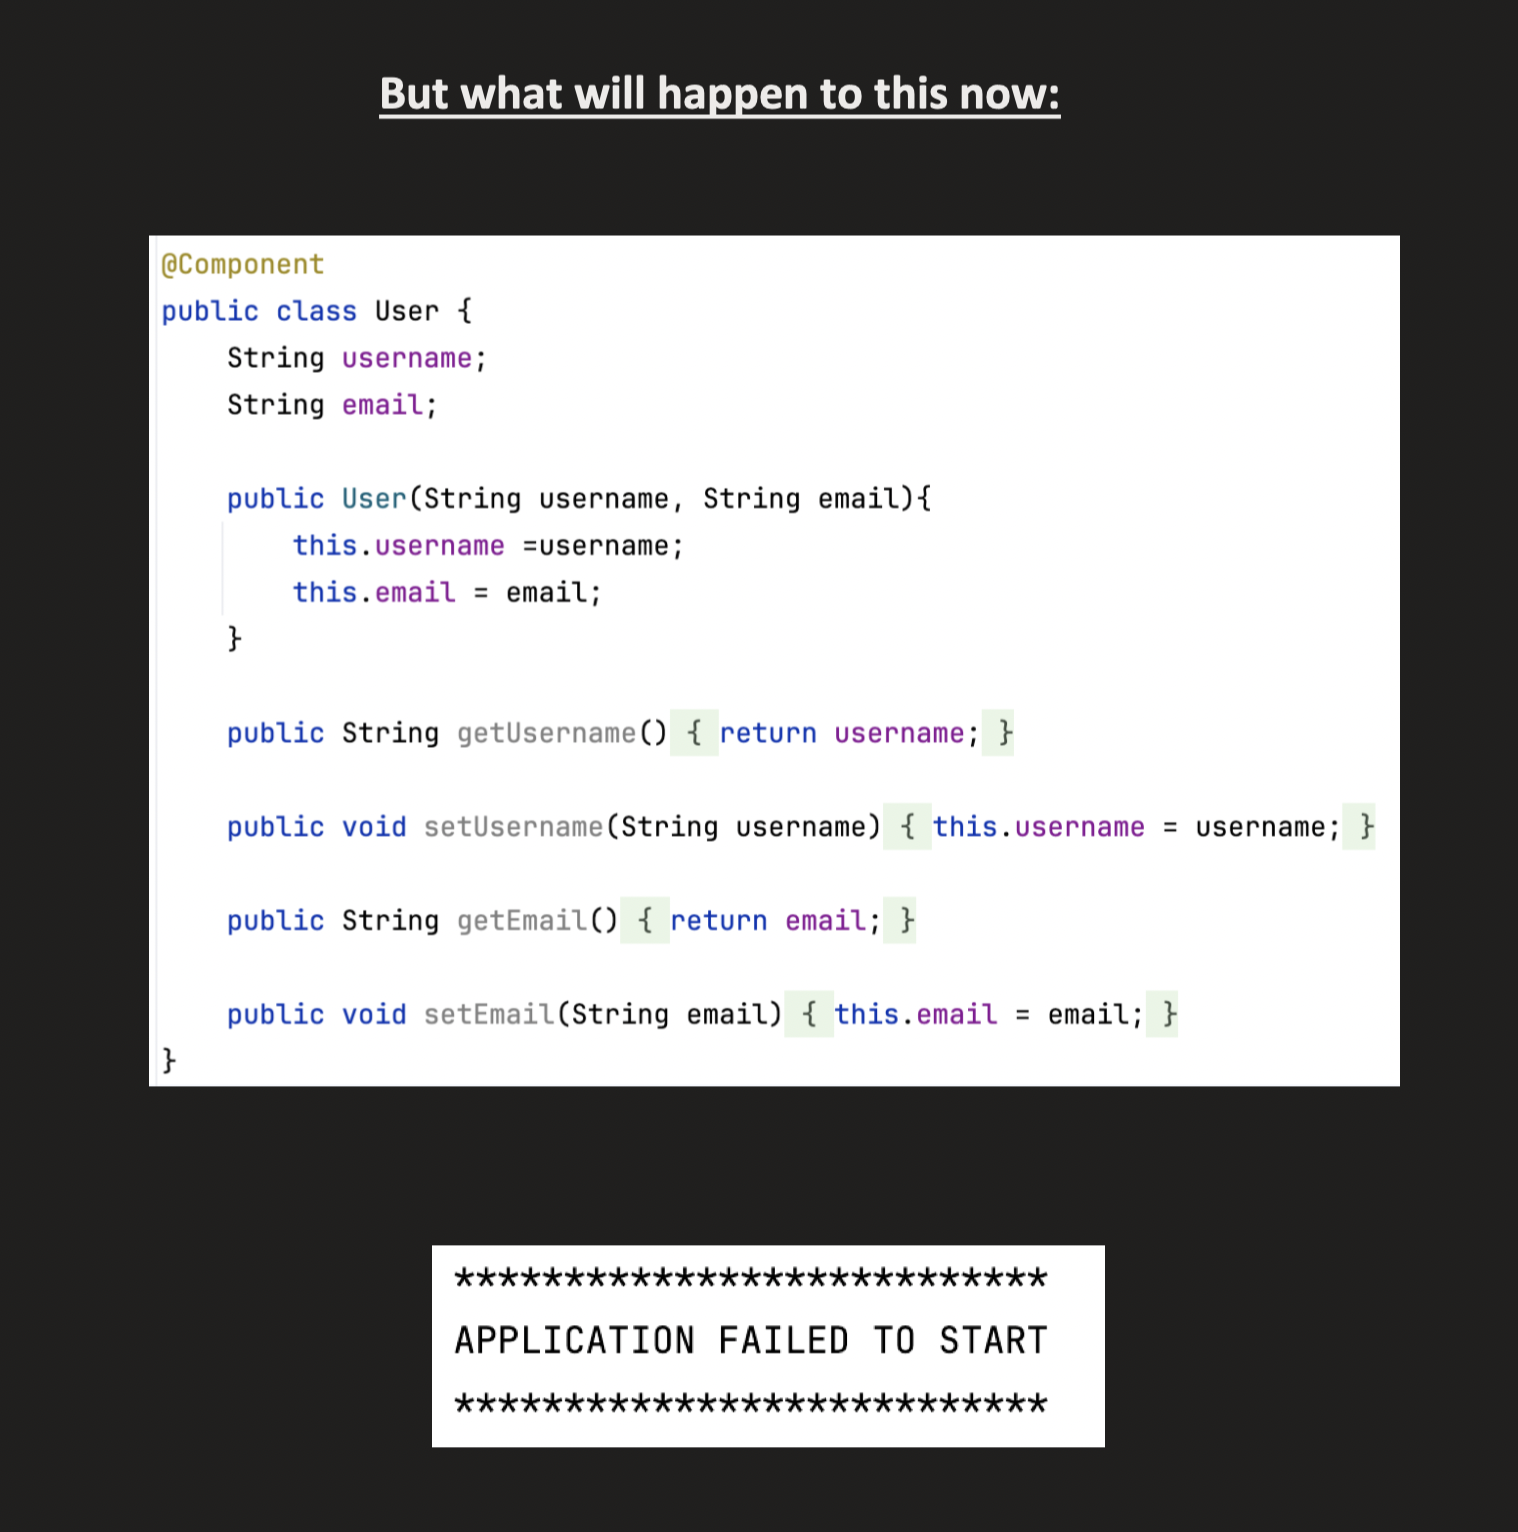 But what will happen to this now:
@Component
public class User {
    String username;
    String email;
    public User(String username, String email){
        this.username =username;
        this.email = email;
    }
    public String getUsername() { return username; }
    public void setUsername(String username) { this.username = username; }
    public String getEmail() { return email; }
    public void setEmail(String email) { this.email = email; }
}
***************************
APPLICATION FAILED TO START
***************************